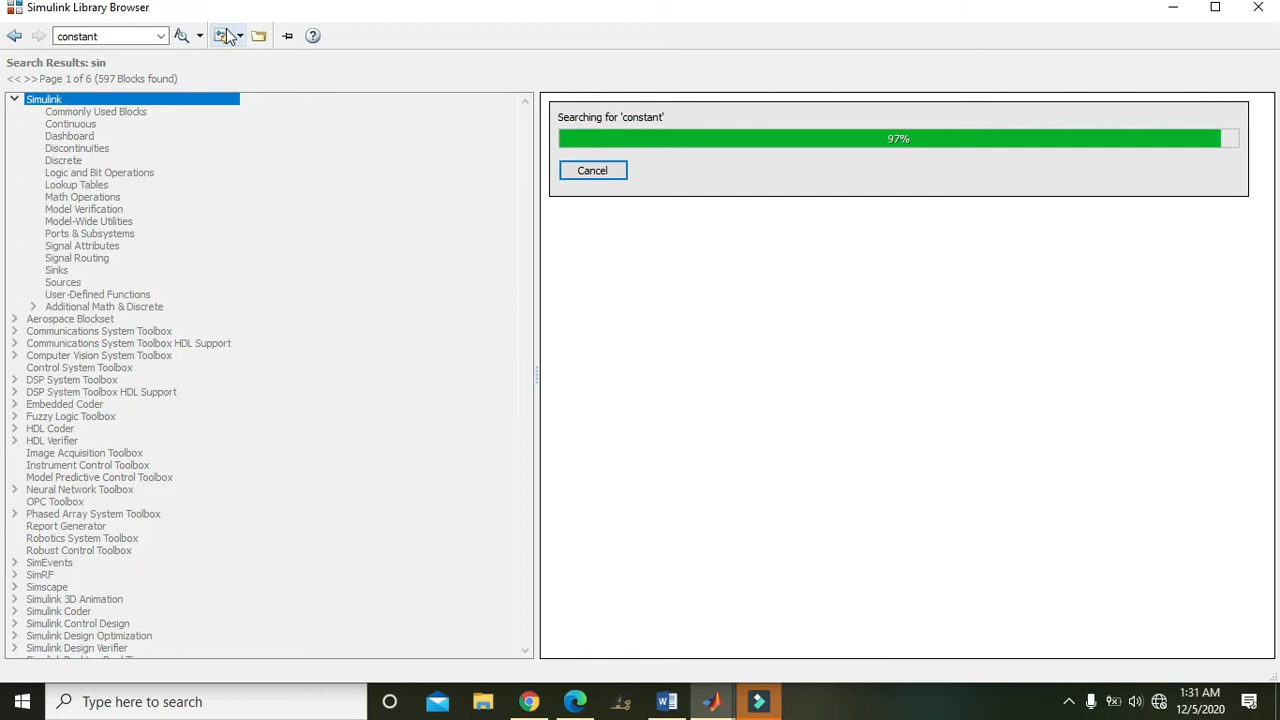 Simulink Library Browser
constant
Search Results: sin
<< >> Page 1 of 6 (597 Blocks found)
Simulink
Commonly Used Blocks
Continuous
Dashboard
Discontinuities
Discrete
Logic and Bit Operations
Lookup Tables
Math Operations
Model Verification
Model-Wide Utilities
Ports & Subsystems
Signal Attributes
Signal Routing
Sinks
Sources
User-Defined Functions
Additional Math & Discrete
Aerospace Blockset
Communications System Toolbox
Communications System Toolbox HDL Support
Computer Vision System Toolbox
Control System Toolbox
DSP System Toolbox
DSP System Toolbox HDL Support
Embedded Coder
Fuzzy Logic Toolbox
HDL Coder
HDL Verifier
Image Acquisition Toolbox
Instrument Control Toolbox
Model Predictive Control Toolbox
Neural Network Toolbox
OPC Toolbox
Phased Array System Toolbox
Report Generator
Robotics System Toolbox
Robust Control Toolbox
SimEvents
SimRF
Simscape
Simulink 3D Animation
Simulink Coder
Simulink Control Design
Simulink Design Optimization
Simulink Design Verifier
Searching for 'constant'
97%
Cancel
Type here to search
1:31 AM
12/5/2020